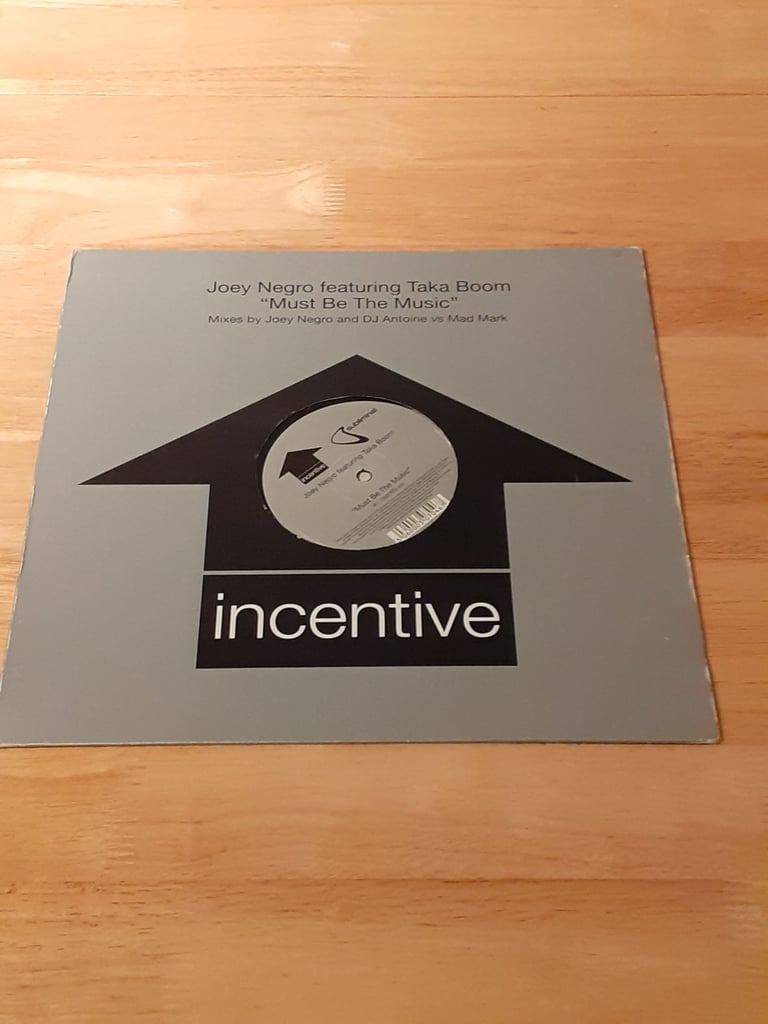 Joey Negro featuring Taka Boom
“Must Be The Music”
Mixes by Joey Negro and DJ Antoine vs Mad Mark
subliminal
incentive
Joey Negro featuring Taka Boom
“Must Be The Music”
incentive